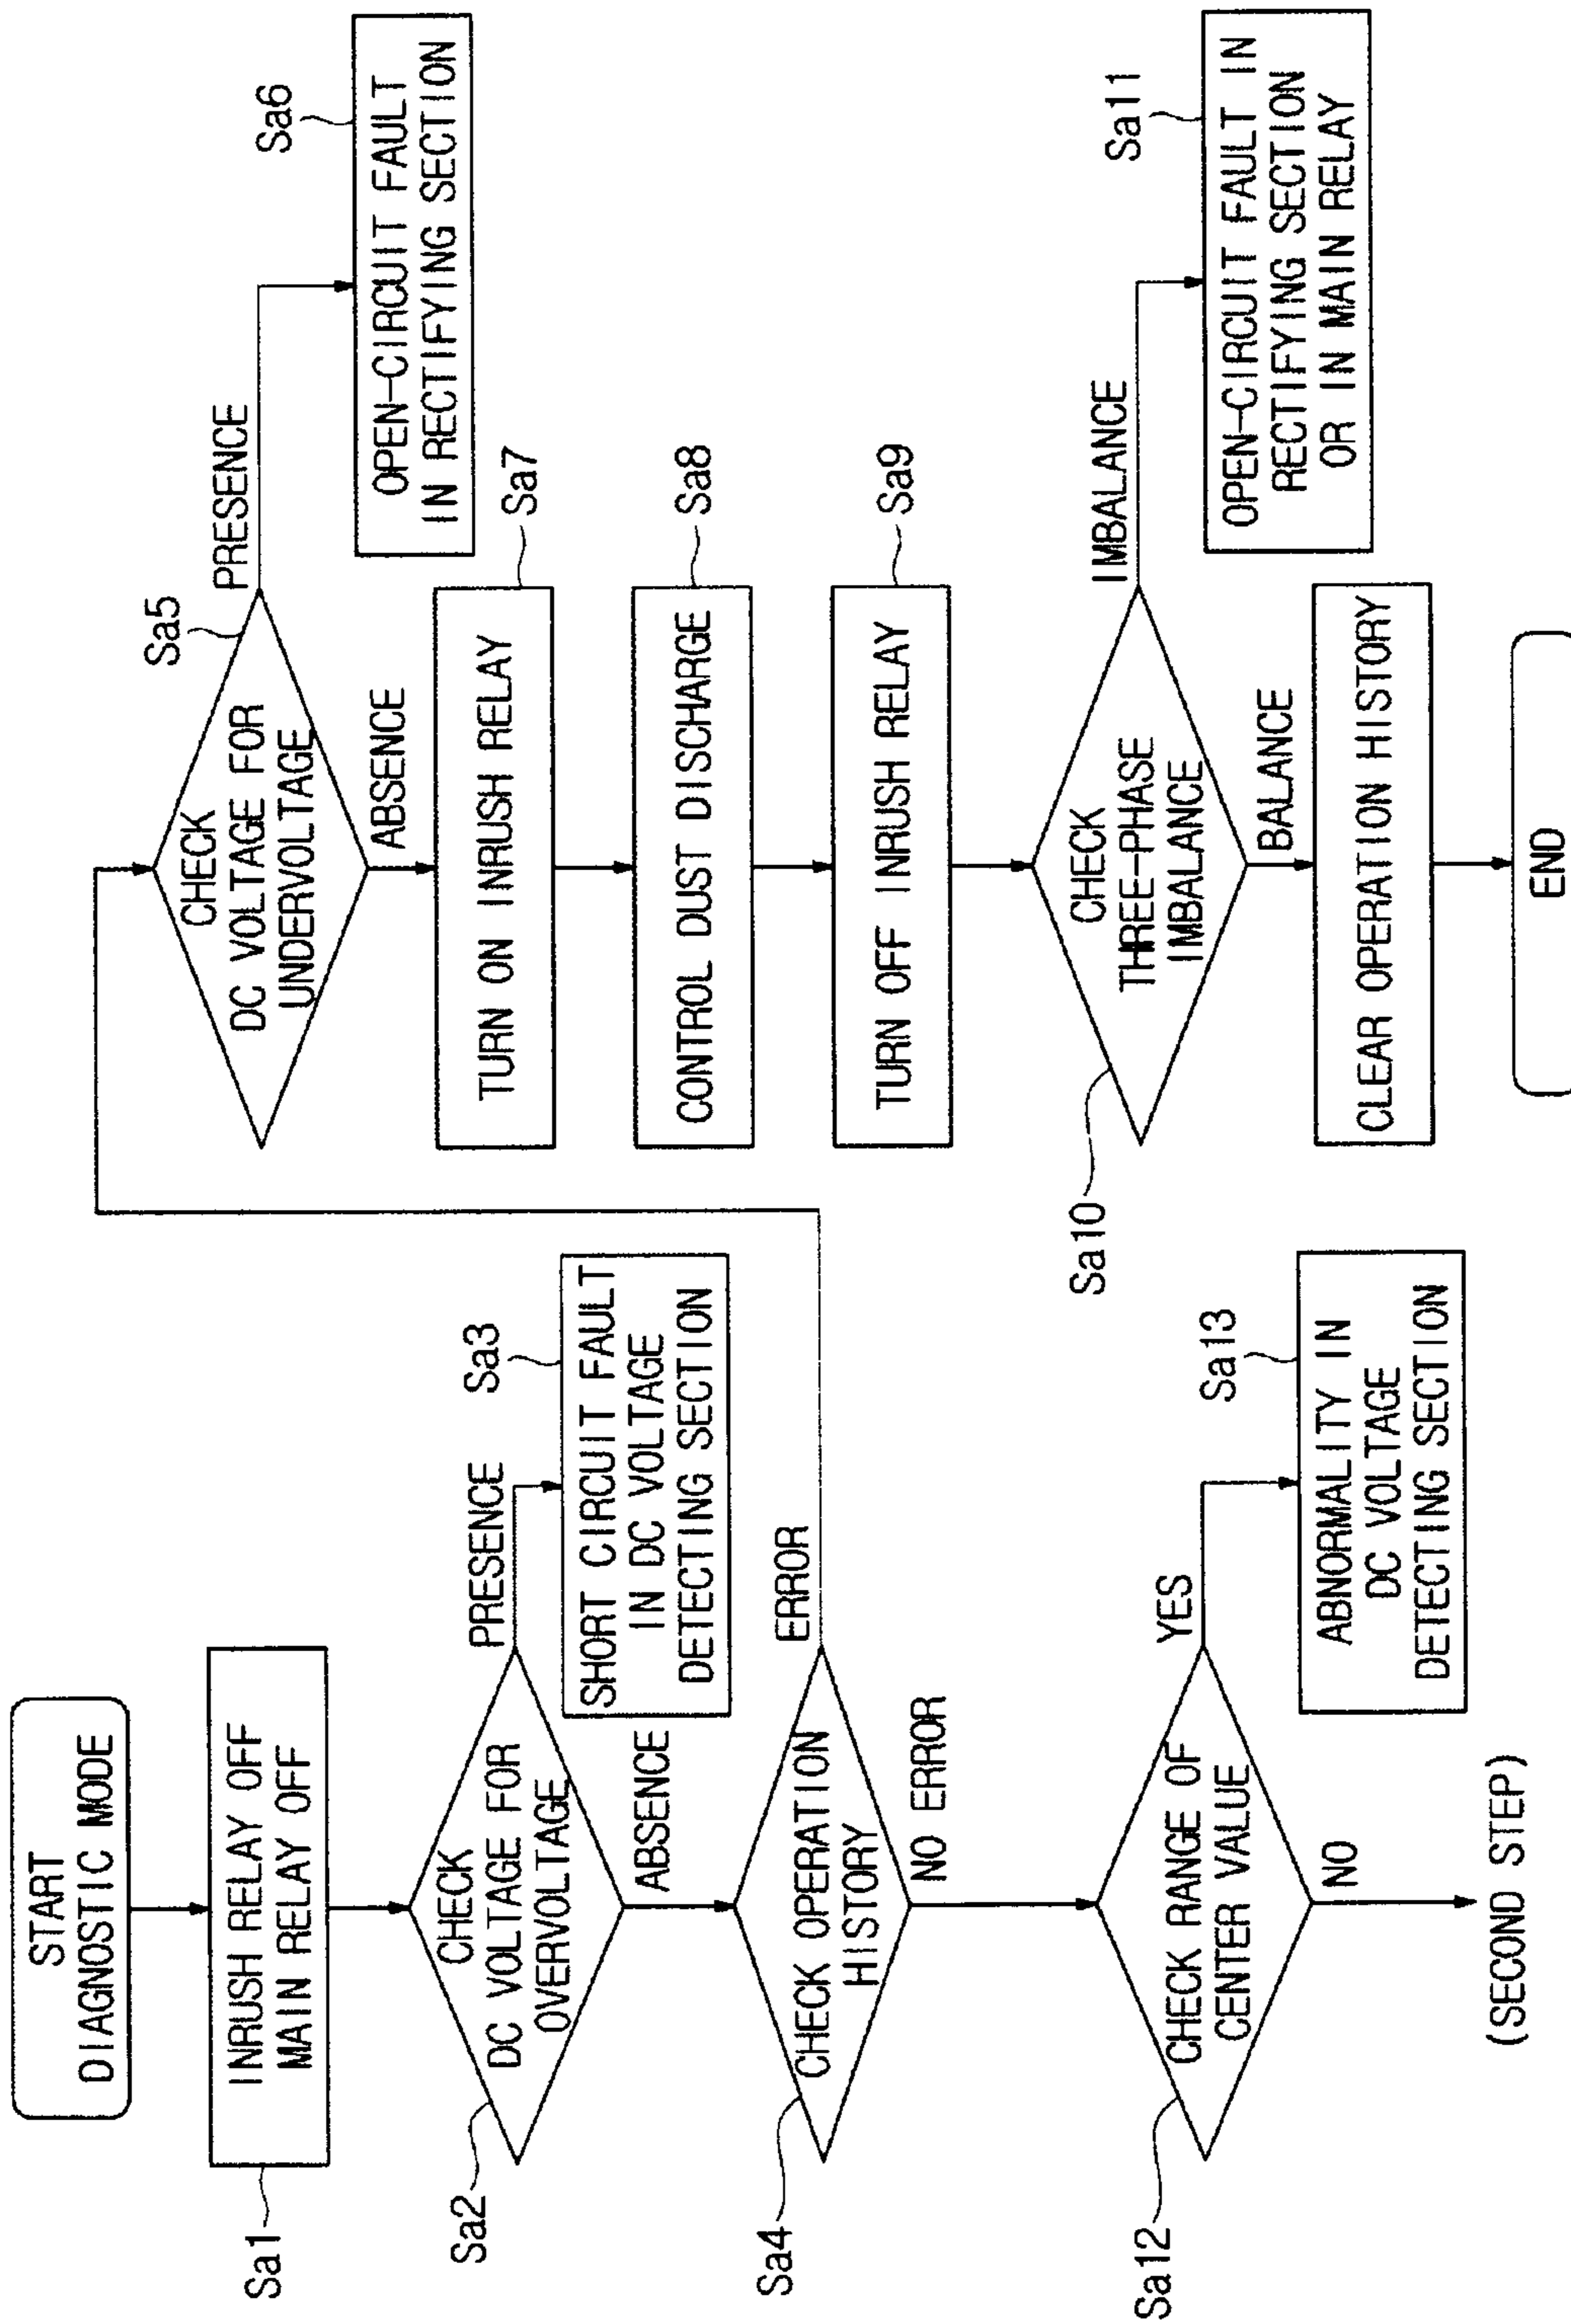 START
DIAGNOSTIC MODE
INRUSH RELAY OFF
MAIN RELAY OFF
Sa1
CHECK
DC VOLTAGE FOR
OVERVOLTAGE
Sa2
PRESENCE
Sa3
SHORT CIRCUIT FAULT
IN DC VOLTAGE
DETECTING SECTION
ABSENCE
CHECK OPERATION
HISTORY
Sa4
ERROR
NO ERROR
CHECK RANGE OF
CENTER VALUE
Sa12
YES
Sa13
ABNORMALITY IN
DC VOLTAGE
DETECTING SECTION
NO
(SECOND STEP)
CHECK
DC VOLTAGE FOR
UNDERVOLTAGE
Sa5
PRESENCE
Sa6
OPEN-CIRCUIT FAULT
IN RECTIFYING SECTION
ABSENCE
TURN ON INRUSH RELAY
Sa7
CONTROL DUST DISCHARGE
Sa8
TURN OFF INRUSH RELAY
Sa9
CHECK
THREE-PHASE
IMBALANCE
Sa10
IMBALANCE
Sa11
OPEN-CIRCUIT FAULT IN
RECTIFYING SECTION
OR IN MAIN RELAY
BALANCE
CLEAR OPERATION HISTORY
END